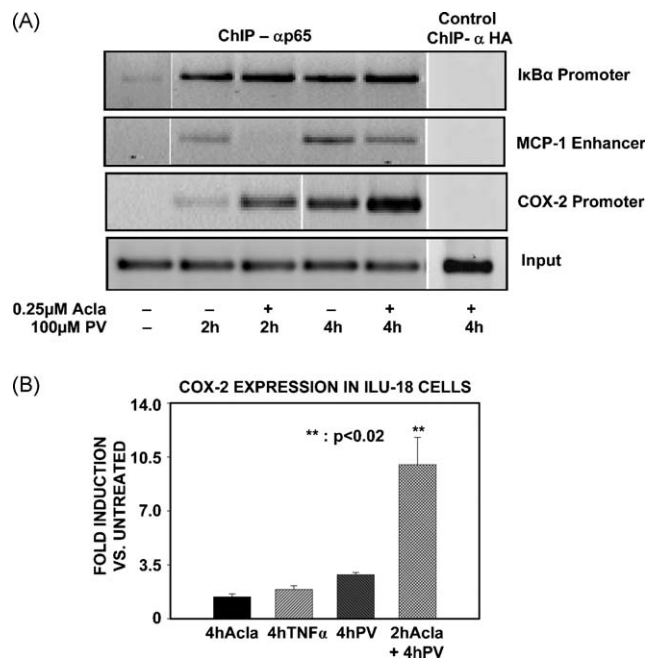 (A)
ChIP – αp65
Control
ChIP- α HA
IκBα Promoter
MCP-1 Enhancer
COX-2 Promoter
Input
0.25μM Acla – – + – + +
100μM PV – 2h 2h 4h 4h 4h
(B)
COX-2 EXPRESSION IN ILU-18 CELLS
FOLD INDUCTION
VS. UNTREATED
14.0
10.5
7.0
3.5
0
** : p<0.02
**
4hAcla 4hTNFα 4hPV 2hAcla
+ 4hPV